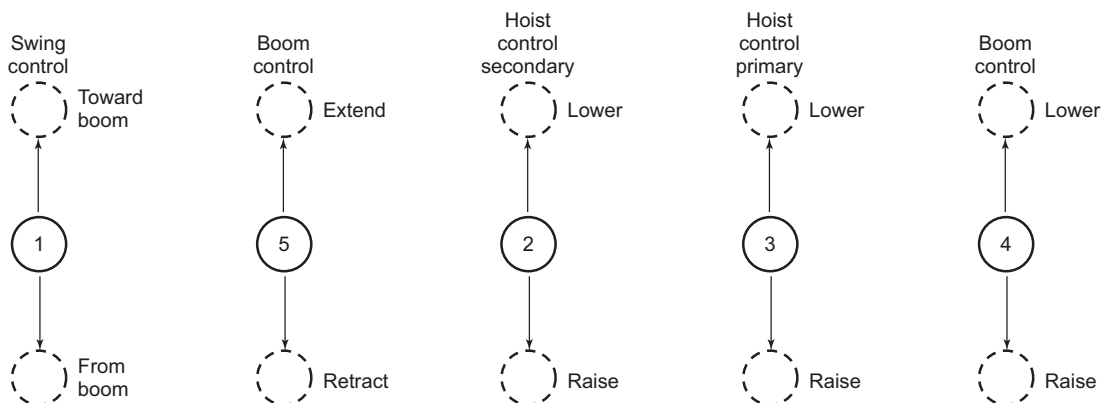 Swing
control
Toward
boom
1
From
boom
Boom
control
Extend
5
Retract
Hoist
control
secondary
Lower
2
Raise
Hoist
control
primary
Lower
3
Raise
Boom
control
Lower
4
Raise